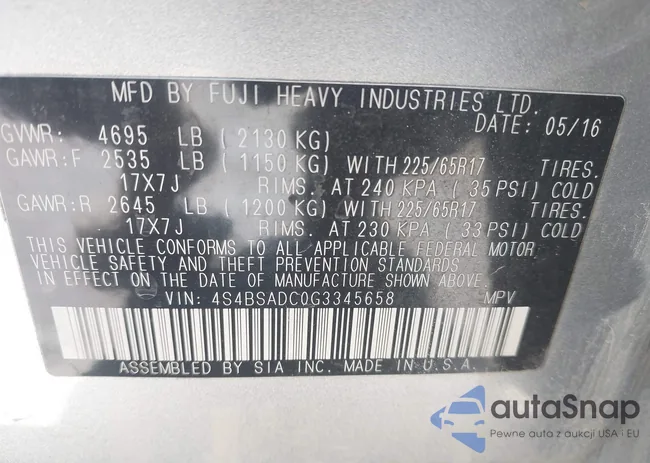 MFD BY FUJI HEAVY INDUSTRIES LTD.
DATE: 05/16
GVWR: 4695 LB ( 2130 KG)
GAWR:F 2535 LB ( 1150 KG) WITH 225/65R17 TIRES.
17X7J RIMS. AT 240 KPA ( 35 PSI) COLD
GAWR:R 2645 LB ( 1200 KG) WITH 225/65R17 TIRES.
17X7J RIMS. AT 230 KPA ( 33 PSI) COLD
THIS VEHICLE CONFORMS TO ALL APPLICABLE FEDERAL MOTOR
VEHICLE SAFETY AND THEFT PREVENTION STANDARDS
IN EFFECT ON THE DATE OF MANUFACTURE SHOWN ABOVE.
VIN: 4S4BSADC0G3345658 MPV
ASSEMBLED BY SIA INC. MADE IN U.S.A.
autaSnap
Pewne auta z aukcji USA · EU